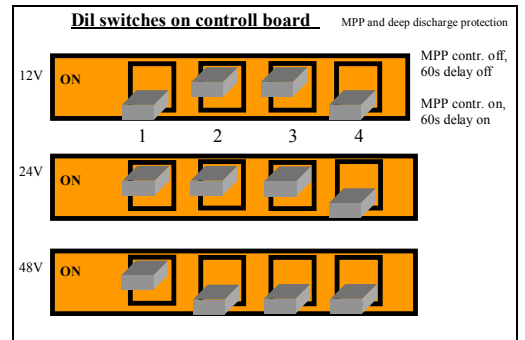 Dil switches on controll board
MPP and deep discharge protection
12V
ON
MPP contr. off,
60s delay off
MPP contr. on,
60s delay on
1 2 3 4
24V
ON
48V
ON